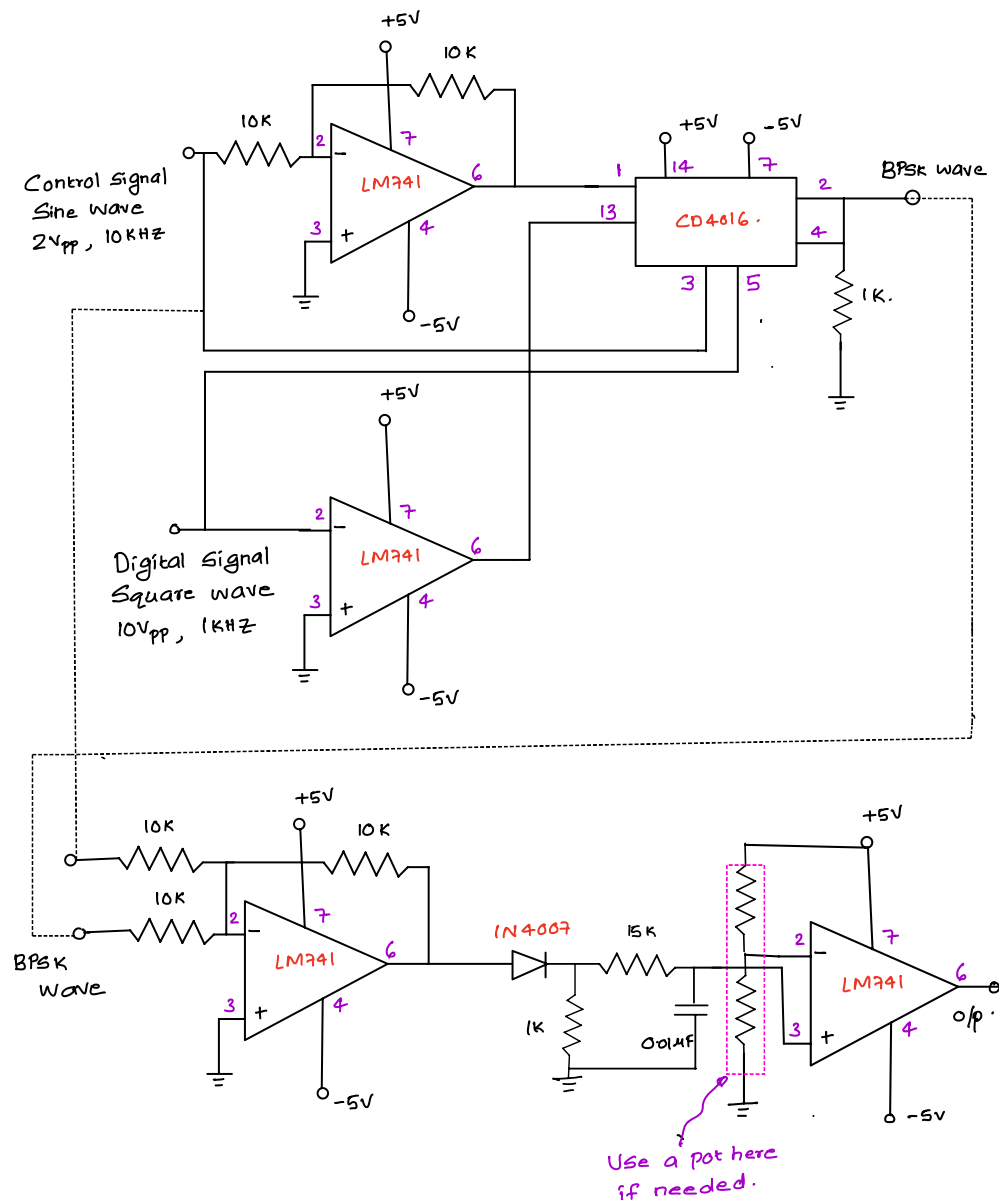 +5V
10K
10K
2
7
-
LM741
6
3
+
4
-5V
Control Signal
Sine wave
2Vpp, 10KHZ
+5V
-5V
14
7
1
13
CD4016.
2
4
3
5
BPSK wave
1K.
+5V
2
7
-
LM741
6
3
+
4
-5V
Digital Signal
Square wave
10Vpp, 1KHZ
+5V
10K
10K
10K
2
7
-
LM741
6
3
+
4
-5V
BPSK
wave
1N4007
15K
1K
0.01µF
+5V
2
7
-
LM741
6
3
+
4
o/p.
-5V
Use a pot here
if needed.